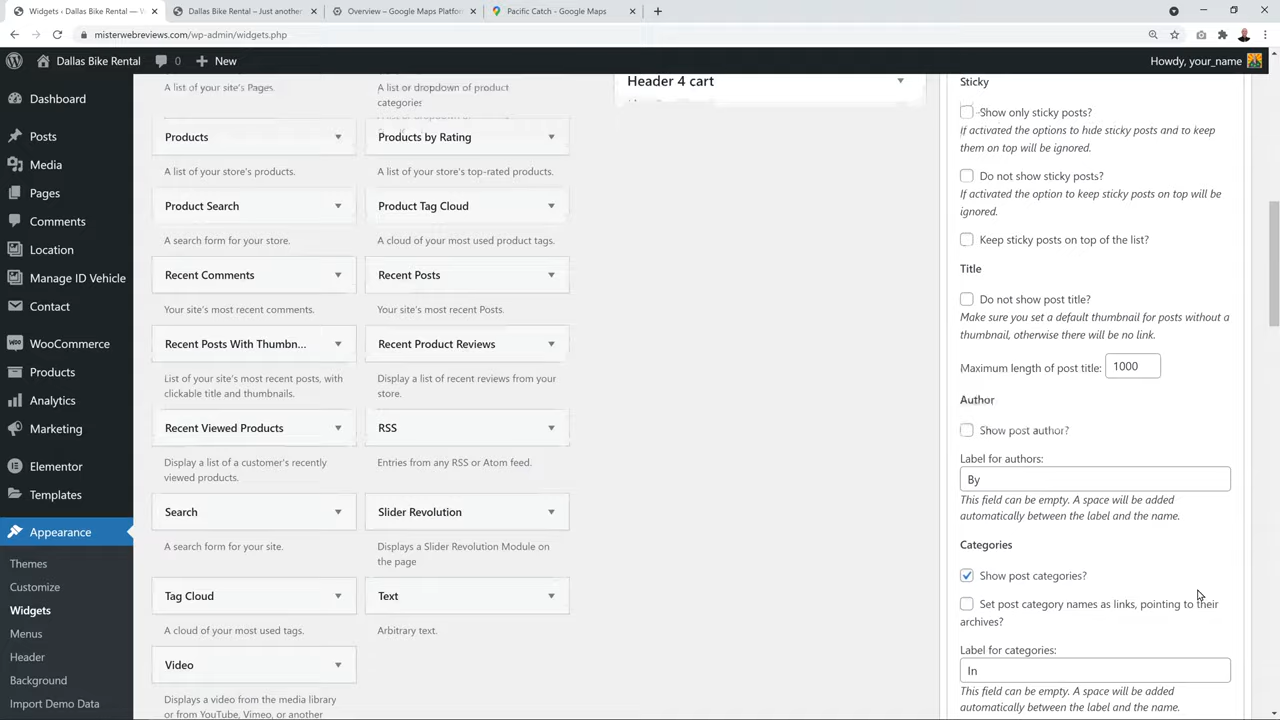 Widgets ‹ Dallas Bike Rental — W
Dallas Bike Rental – Just another
Overview – Google Maps Platform
Pacific Catch - Google Maps
misterwebreviews.com/wp-admin/widgets.php
Dallas Bike Rental
0
New
Howdy, your_name
Dashboard
Posts
Media
Pages
Comments
Location
Manage ID Vehicle
Contact
WooCommerce
Products
Analytics
Marketing
Elementor
Templates
Appearance
Themes
Customize
Widgets
Menus
Header
Background
Import Demo Data
A list of your site's Pages.
A list or dropdown of product
categories
Products
Products by Rating
A list of your store's products.
A list of your store's top-rated products.
Product Search
Product Tag Cloud
A search form for your store.
A cloud of your most used product tags.
Recent Comments
Recent Posts
Your site's most recent comments.
Your site's most recent Posts.
Recent Posts With Thumbn...
Recent Product Reviews
List of your site's most recent posts, with
clickable title and thumbnails.
Display a list of recent reviews from your
store.
Recent Viewed Products
RSS
Display a list of a customer's recently
viewed products.
Entries from any RSS or Atom feed.
Search
Slider Revolution
A search form for your site.
Displays a Slider Revolution Module on
the page
Tag Cloud
Text
A cloud of your most used tags.
Arbitrary text.
Video
Displays a video from the media library
or from YouTube, Vimeo, or another
Header 4 cart
Sticky
Show only sticky posts?
If activated the options to hide sticky posts and to keep
them on top will be ignored.
Do not show sticky posts?
If activated the option to keep sticky posts on top will be
ignored.
Keep sticky posts on top of the list?
Title
Do not show post title?
Make sure you set a default thumbnail for posts without a
thumbnail, otherwise there will be no link.
Maximum length of post title: 1000
Author
Show post author?
Label for authors:
By
This field can be empty. A space will be added
automatically between the label and the name.
Categories
Show post categories?
Set post category names as links, pointing to their
archives?
Label for categories:
In
This field can be empty. A space will be added
automatically between the label and the name.